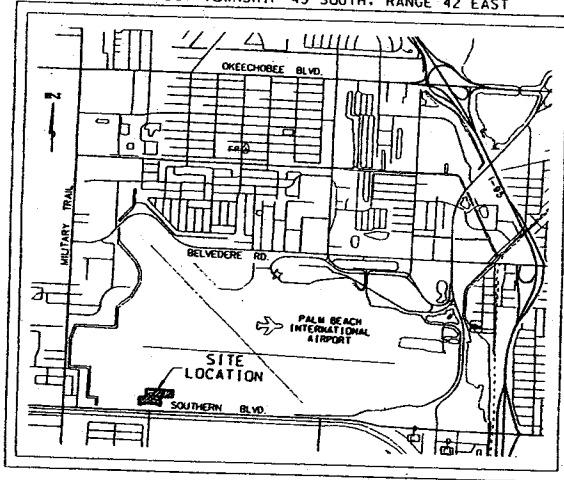 TOWNSHIP 43 SOUTH, RANGE 42 EAST
OKEECHOBEE BLVD.
N
MILITARY TRAIL
I-95
BELVEDERE RD.
PALM BEACH
INTERNATIONAL
AIRPORT
SITE
LOCATION
SOUTHERN BLVD.